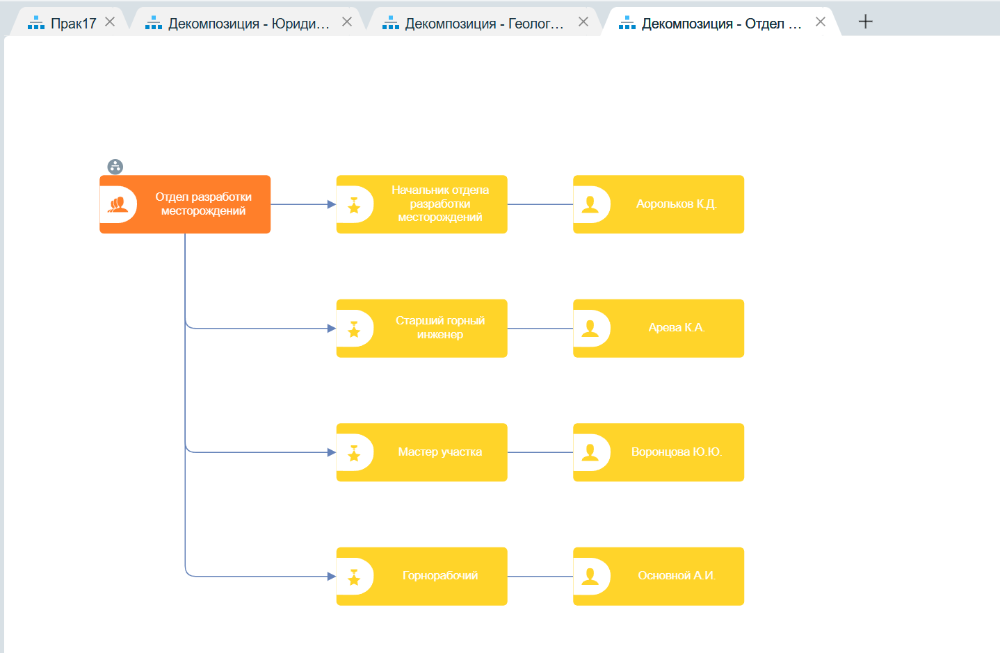 Прак17
Декомпозиция - Юриди...
Декомпозиция - Геолог...
Декомпозиция - Отдел ...
Отдел разработки
месторождений
Начальник отдела
разработки
месторождений
Аорольков К.Д.
Старший горный
инженер
Арева К.А.
Мастер участка
Воронцова Ю.Ю.
Горнорабочий
Основной А.И.